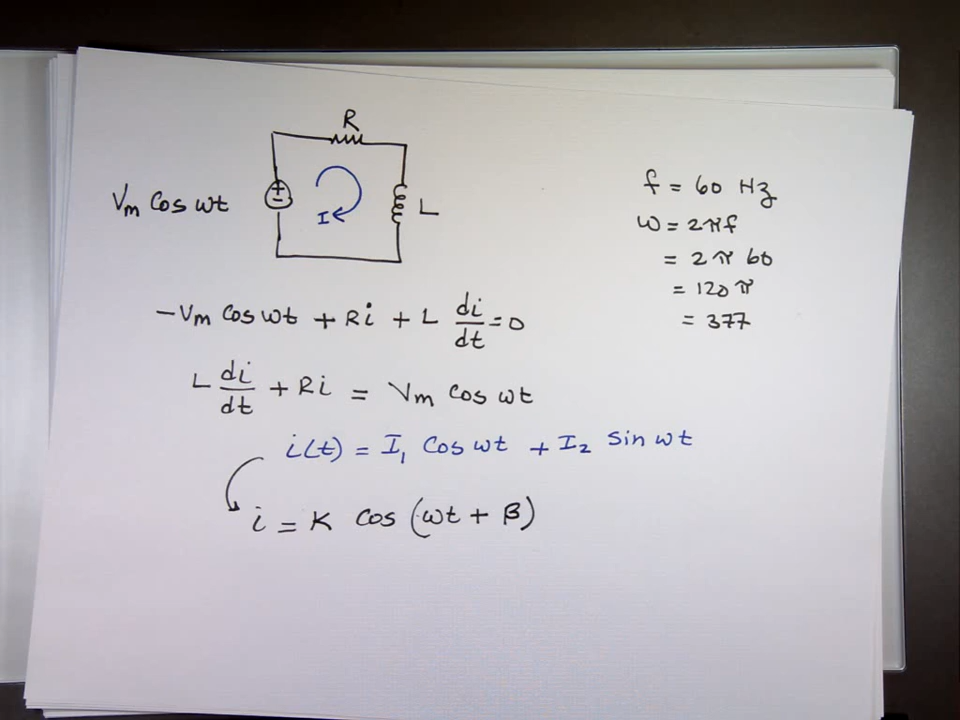 R
+
-
Vm Cos ωt
I
L
f = 60 Hz
ω = 2πf
= 2π 60
= 120 π
= 377
-Vm Cos ωt + Ri + L di/dt = 0
L di/dt + Ri = Vm Cos ωt
i(t) = I₁ Cos ωt + I₂ Sin ωt
i = K Cos (ωt + β)